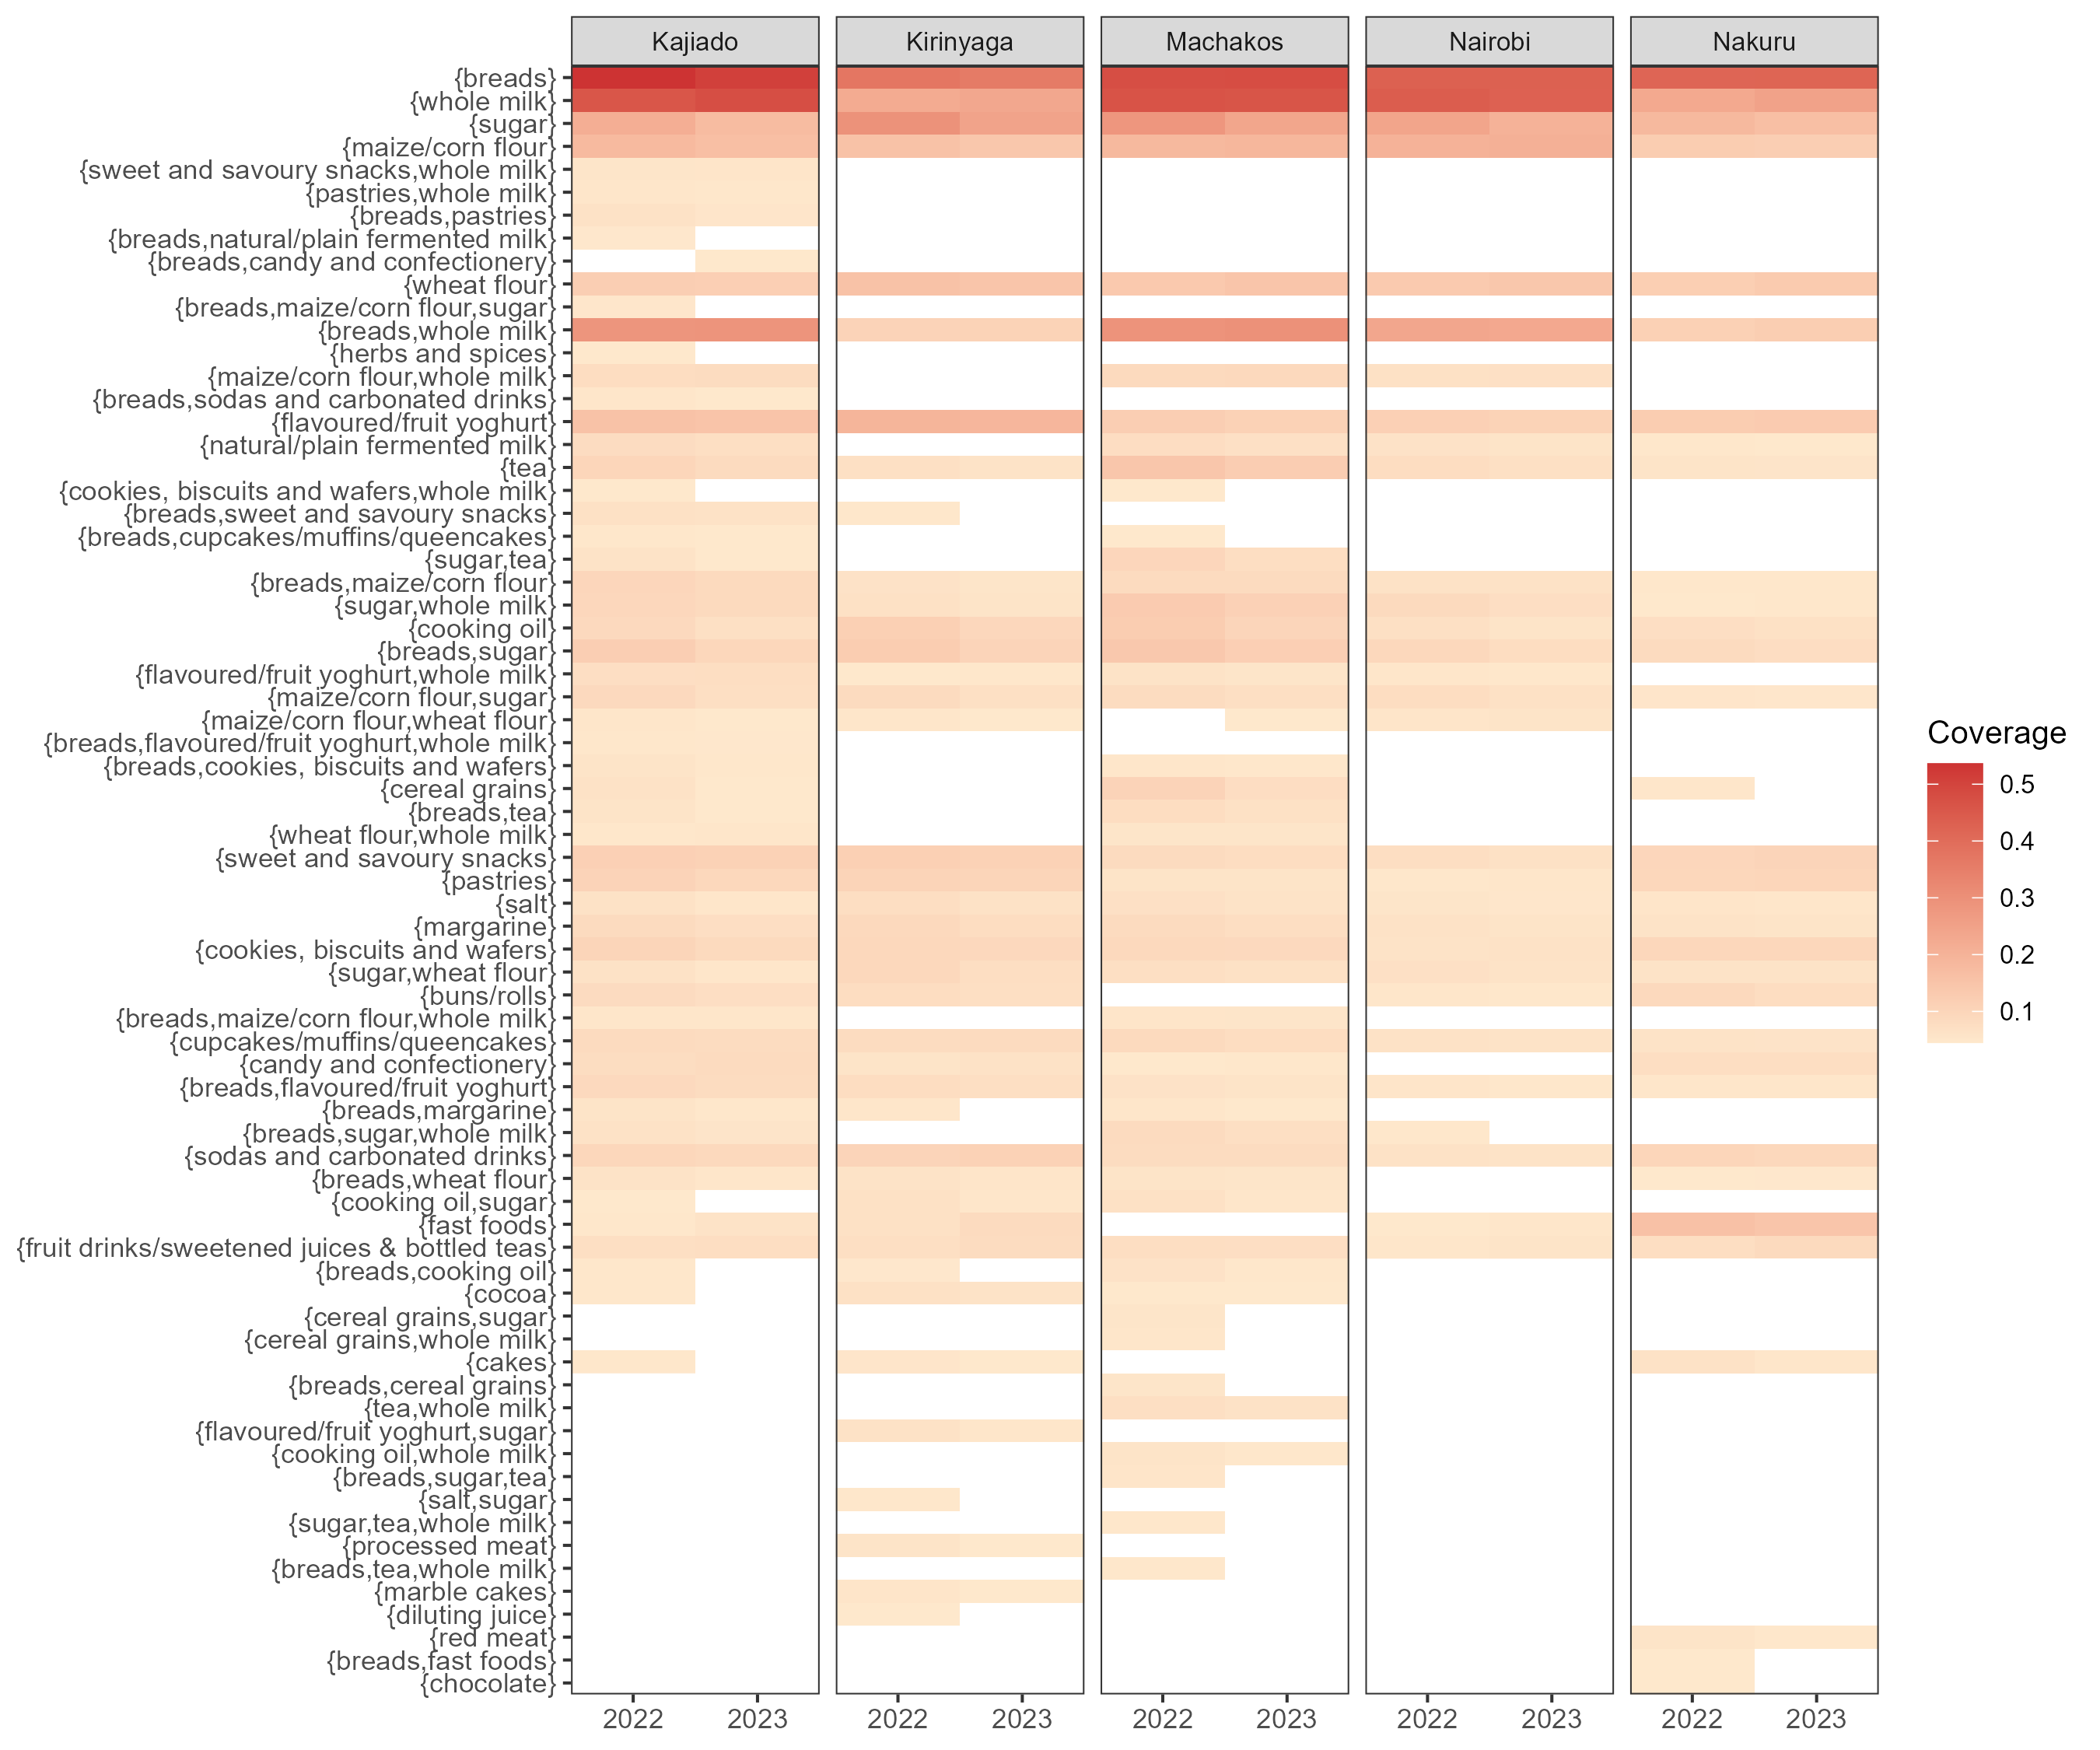 Kajiado Kirinyaga Machakos Nairobi Nakuru
{breads}
{whole milk}
{sugar}
{maize/corn flour}
{sweet and savoury snacks,whole milk}
{pastries,whole milk}
{breads,pastries}
{breads,natural/plain fermented milk}
{breads,candy and confectionery}
{wheat flour}
{breads,maize/corn flour,sugar}
{breads,whole milk}
{herbs and spices}
{maize/corn flour,whole milk}
{breads,sodas and carbonated drinks}
{flavoured/fruit yoghurt}
{natural/plain fermented milk}
{tea}
{cookies, biscuits and wafers,whole milk}
{breads,sweet and savoury snacks}
{breads,cupcakes/muffins/queencakes}
{sugar,tea}
{breads,maize/corn flour}
{sugar,whole milk}
{cooking oil}
{breads,sugar}
{flavoured/fruit yoghurt,whole milk}
{maize/corn flour,sugar}
{maize/corn flour,wheat flour}
{breads,flavoured/fruit yoghurt,whole milk}
{breads,cookies, biscuits and wafers}
{cereal grains}
{breads,tea}
{wheat flour,whole milk}
{sweet and savoury snacks}
{pastries}
{salt}
{margarine}
{cookies, biscuits and wafers}
{sugar,wheat flour}
{buns/rolls}
{breads,maize/corn flour,whole milk}
{cupcakes/muffins/queencakes}
{candy and confectionery}
{breads,flavoured/fruit yoghurt}
{breads,margarine}
{breads,sugar,whole milk}
{sodas and carbonated drinks}
{breads,wheat flour}
{cooking oil,sugar}
{fast foods}
{fruit drinks/sweetened juices & bottled teas}
{breads,cooking oil}
{cocoa}
{cereal grains,sugar}
{cereal grains,whole milk}
{cakes}
{breads,cereal grains}
{tea,whole milk}
{flavoured/fruit yoghurt,sugar}
{cooking oil,whole milk}
{breads,sugar,tea}
{salt,sugar}
{sugar,tea,whole milk}
{processed meat}
{breads,tea,whole milk}
{marble cakes}
{diluting juice}
{red meat}
{breads,fast foods}
{chocolate}
2022 2023 2022 2023 2022 2023 2022 2023 2022 2023
Coverage
0.5
0.4
0.3
0.2
0.1